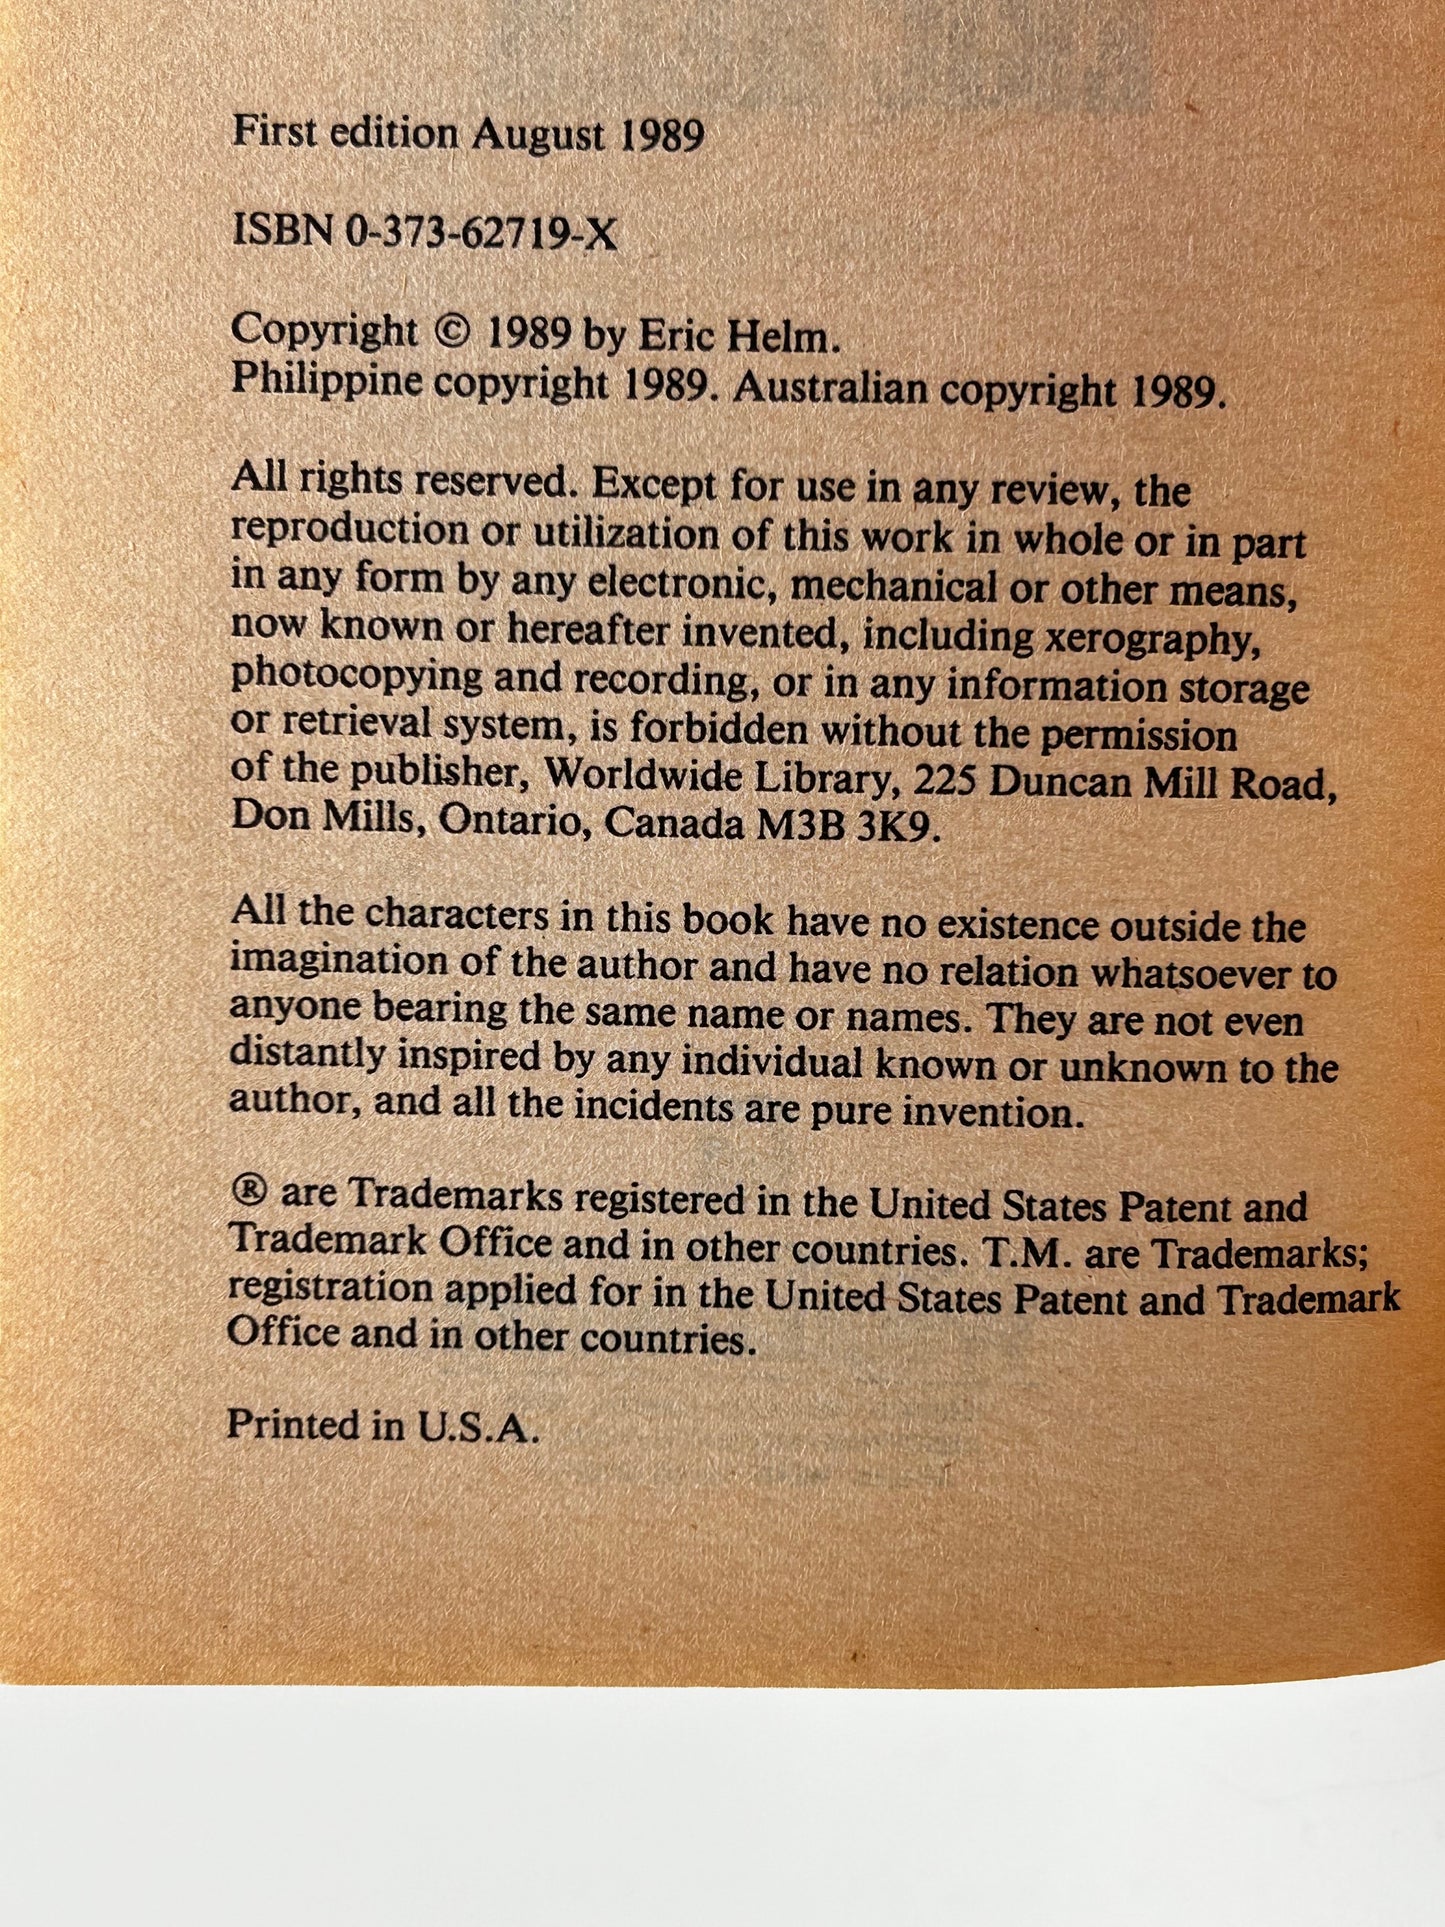 First edition August 1989
ISBN 0-373-62719-X
Copyright © 1989 by Eric Helm.
Philippine copyright 1989. Australian copyright 1989.
All rights reserved. Except for use in any review, the
reproduction or utilization of this work in whole or in part
in any form by any electronic, mechanical or other means,
now known or hereafter invented, including xerography,
photocopying and recording, or in any information storage
or retrieval system, is forbidden without the permission
of the publisher, Worldwide Library, 225 Duncan Mill Road,
Don Mills, Ontario, Canada M3B 3K9.
All the characters in this book have no existence outside the
imagination of the author and have no relation whatsoever to
anyone bearing the same name or names. They are not even
distantly inspired by any individual known or unknown to the
author, and all the incidents are pure invention.
® are Trademarks registered in the United States Patent and
Trademark Office and in other countries. T.M. are Trademarks;
registration applied for in the United States Patent and Trademark
Office and in other countries.
Printed in U.S.A.